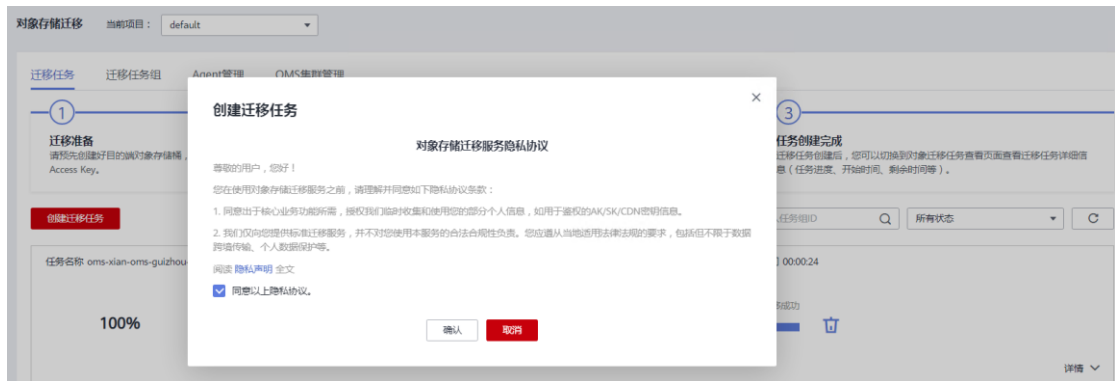 对象存储迁移 当前项目： default
迁移任务 迁移任务组 Agent管理 OMS集群管理
创建迁移任务
1
3
迁移准备
请预先创建好目的端对象存储桶，
Access Key。
任务创建完成
迁移任务创建后，您可以切换到对象迁移任务查看页面查看迁移任务详细信
息（任务进度、开始时间、剩余时间等）。
对象存储迁移服务隐私协议
尊敬的用户，您好！
您在使用对象存储迁移服务之前，请理解并同意如下隐私协议条款：
1. 同意出于核心业务功能所需，授权我们临时收集和使用您的部分个人信息，如用于鉴权的AK/SK/CDN密钥信息。
2. 我们仅向您提供标准迁移服务，并不对您使用本服务的合法合规性负责。您应遵从当地适用法律法规的要求，包括但不限于数据
跨境传输、个人数据保护等。
阅读 隐私声明 全文
同意以上隐私协议。
确认 取消
创建迁移任务
任务组ID 所有状态
任务名称 oms-xian-oms-guizhou
00:00:24
100%
成功
详情